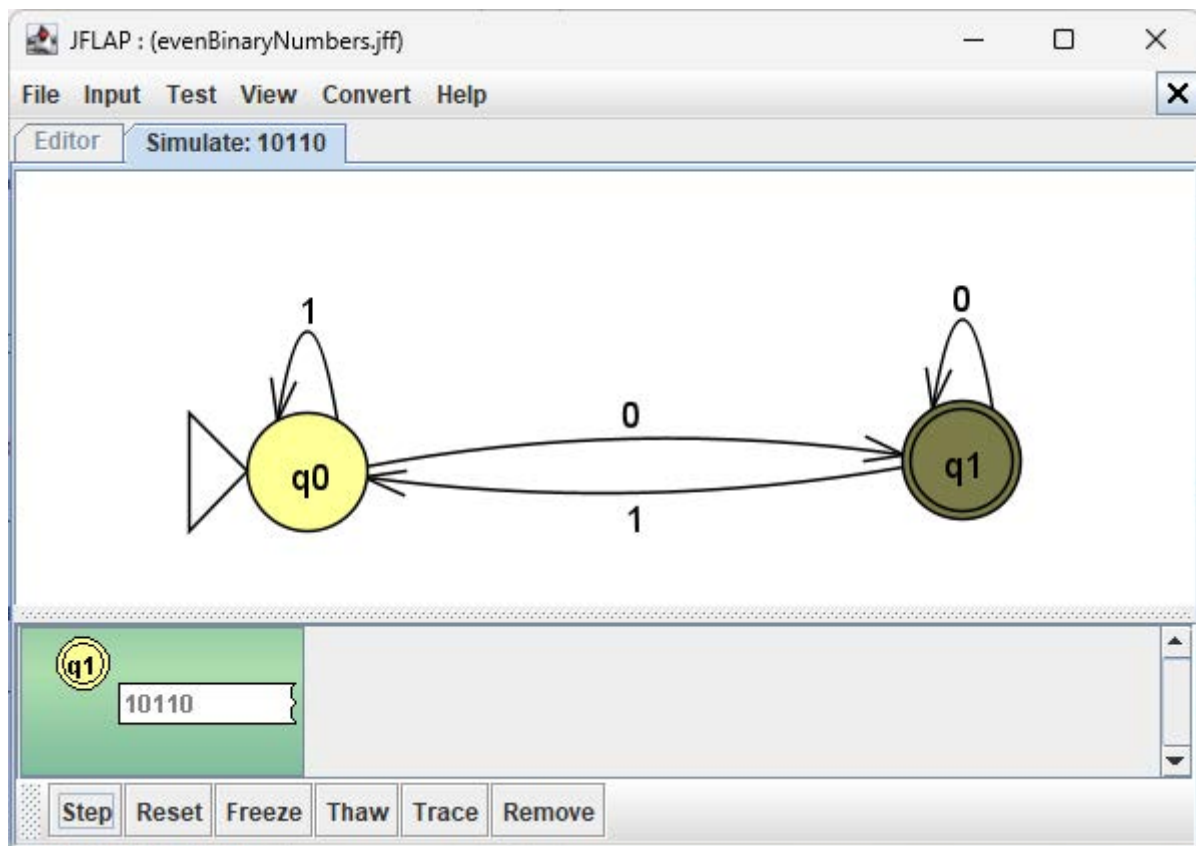 JFLAP : (evenBinaryNumbers.jff)
File Input Test View Convert Help
Editor Simulate: 10110
1 0
0
q0 q1
1
q1
10110
Step Reset Freeze Thaw Trace Remove